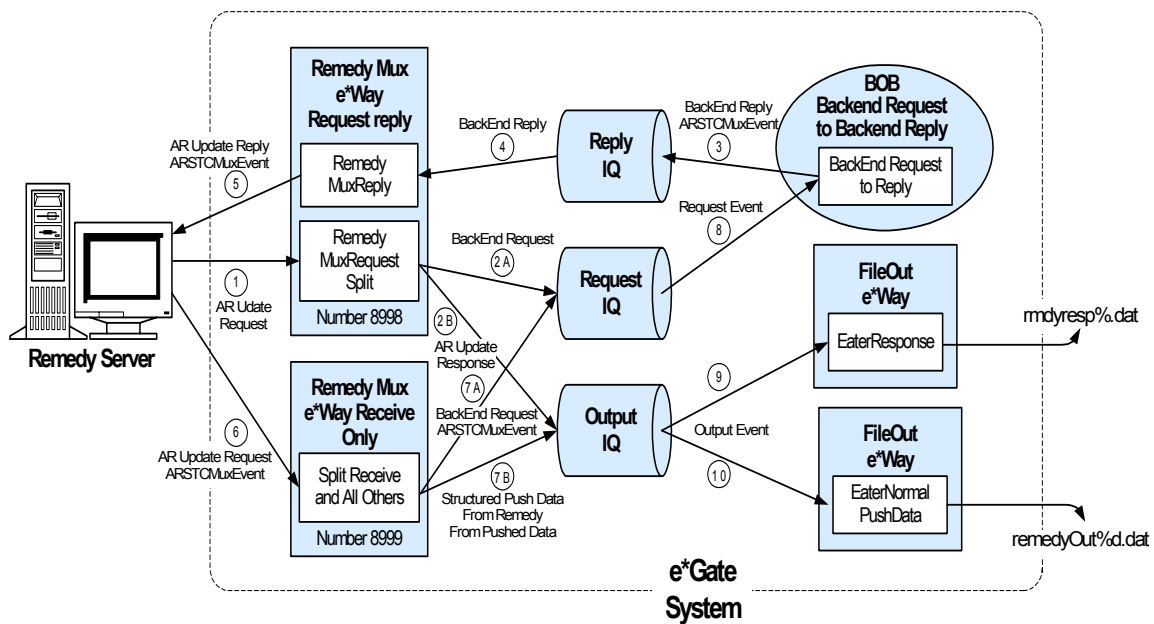 Remedy Mux
e*Way
Request reply
Remedy
MuxReply
Remedy
MuxRequest
Split
Number 8998
AR Update Reply
ARSTCMuxEvent
5
1
AR Udate
Request
Remedy Server
6
AR Update Request
ARSTCMuxEvent
Remedy Mux
e*Way Receive
Only
Split Receive
and All Others
Number 8999
BackEnd Reply
4
Reply
IQ
BackEnd Reply
ARSTCMuxEvent
3
BOB
Backend Request
to Backend Reply
BackEnd Request
to Reply
Request Event
8
BackEnd Request
2 A
Request
IQ
2 B
AR Update
Response
7 A
BackEnd Request
ARSTCMuxEvent
7 B
Structured Push Data
From Remedy
From Pushed Data
Output
IQ
9
Output Event
1 0
FileOut
e*Way
EaterResponse
rmdyresp%.dat
FileOut
e*Way
EaterNormal
PushData
remedyOut%d.dat
e*Gate
System